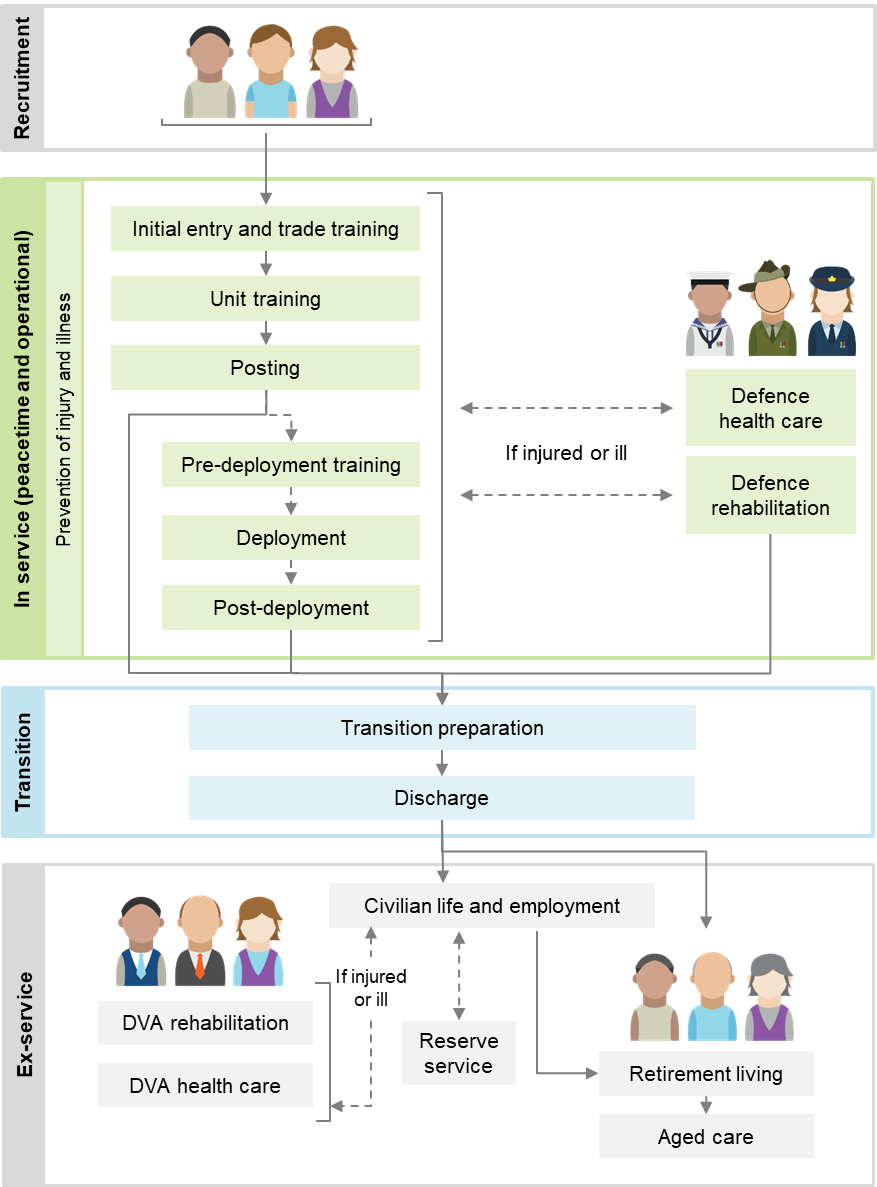 Recruitment
In service (peacetime and operational)
Prevention of injury and illness
Initial entry and trade training
Unit training
Posting
Pre-deployment training
Deployment
Post-deployment
If injured or ill
Defence
health care
Defence
rehabilitation
Transition
Transition preparation
Discharge
Ex-service
Civilian life and employment
If injured
or ill
DVA rehabilitation
DVA health care
Reserve
service
Retirement living
Aged care